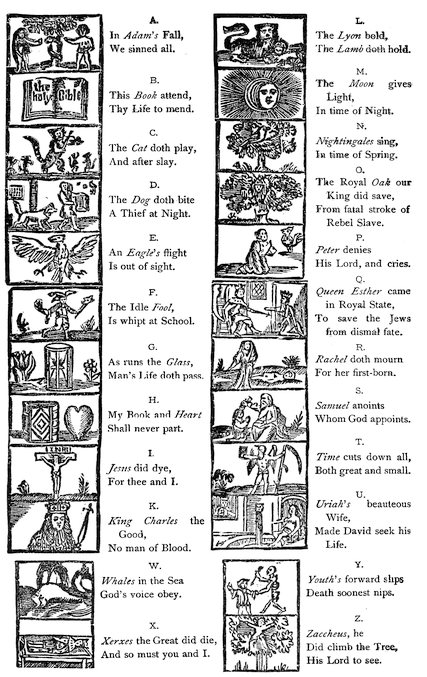 A.
In Adam's Fall,
We sinned all.
the
holy Bible
B.
This Book attend,
Thy Life to mend.
C.
The Cat doth play,
And after slay.
D.
The Dog doth bite
A Thief at Night.
E.
An Eagle's flight
Is out of sight.
F.
The Idle Fool,
Is whipt at School.
G.
As runs the Glass,
Man's Life doth pass.
H.
My Book and Heart
Shall never part.
INRI
I.
Jesus did dye,
For thee and I.
K.
King Charles the
Good,
No man of Blood.
L.
The Lyon bold,
The Lamb doth hold.
M.
The Moon gives
Light,
In time of Night.
N.
Nightingales sing,
In time of Spring.
O.
The Royal Oak our
King did save,
From fatal stroke of
Rebel Slave.
P.
Peter denies
His Lord, and cries.
Q.
Queen Esther came
in Royal State,
To save the Jews
from dismal fate.
R.
Rachel doth mourn
For her first-born.
S.
Samuel anoints
Whom God appoints.
T.
Time cuts down all,
Both great and small.
U.
Uriah's beauteous
Wife,
Made David seek his
Life.
W.
Whales in the Sea
God's voice obey.
X.
Xerxes the Great did die,
And so must you and I.
Y.
Youth's forward slips
Death soonest nips.
Z.
Zaccheus, he
Did climb the Tree,
His Lord to see.